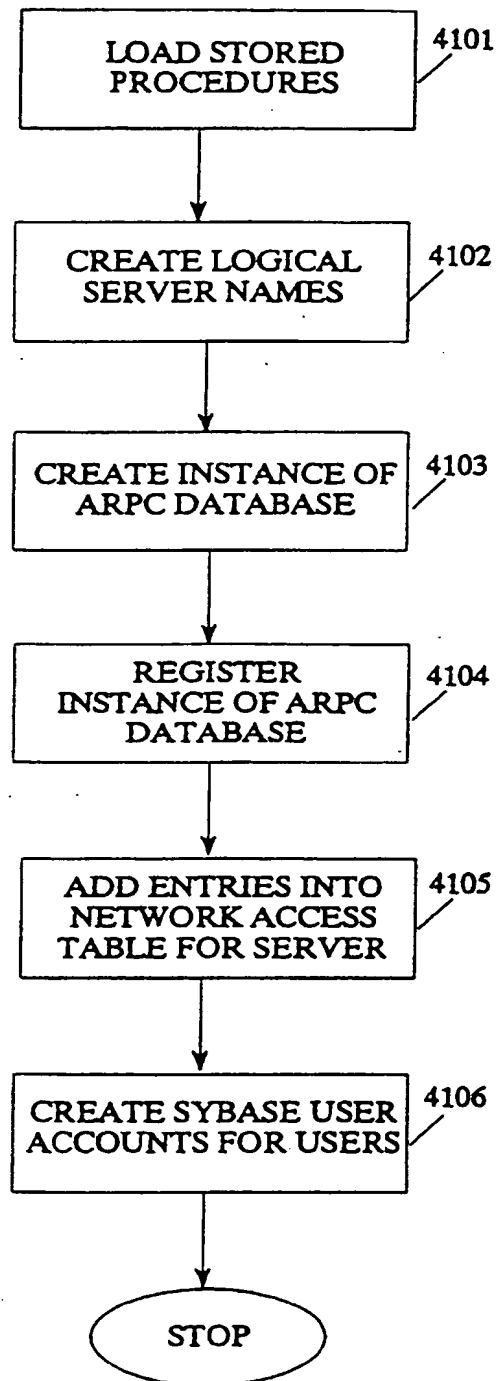 LOAD STORED
PROCEDURES
4101
CREATE LOGICAL
SERVER NAMES
4102
CREATE INSTANCE OF
ARPC DATABASE
4103
REGISTER
INSTANCE OF ARPC
DATABASE
4104
ADD ENTRIES INTO
NETWORK ACCESS
TABLE FOR SERVER
4105
CREATE SYBASE USER
ACCOUNTS FOR USERS
4106
STOP